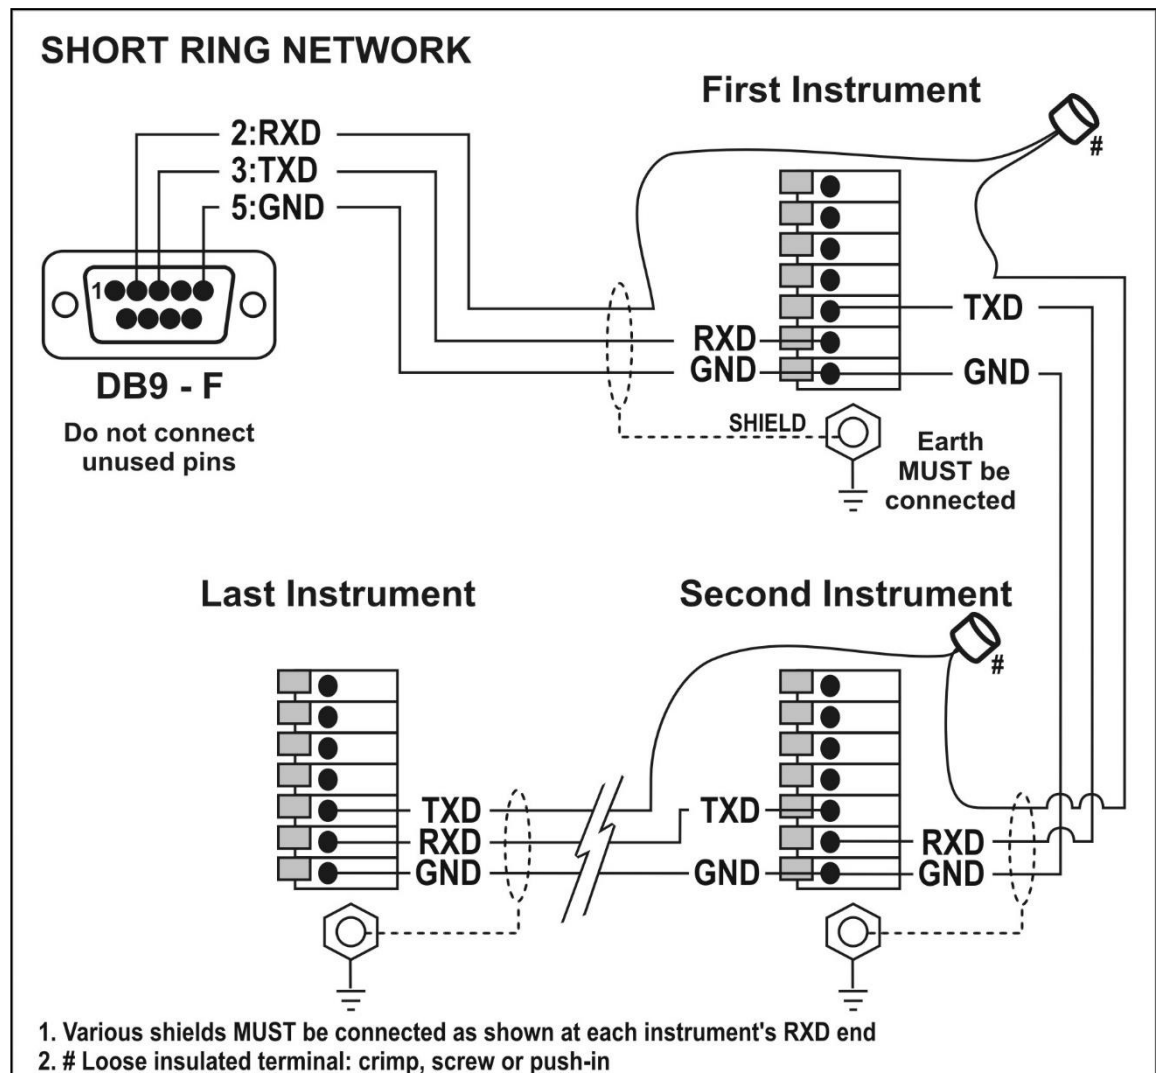 SHORT RING NETWORK
First Instrument
#
2:RXD
3:TXD
5:GND
1
DB9 - F
Do not connect
unused pins
TXD
RXD
GND
GND
SHIELD
Earth
MUST be
connected
Last Instrument
Second Instrument
#
TXD
RXD
GND
TXD
GND
RXD
GND
1. Various shields MUST be connected as shown at each instrument's RXD end
2. # Loose insulated terminal: crimp, screw or push-in